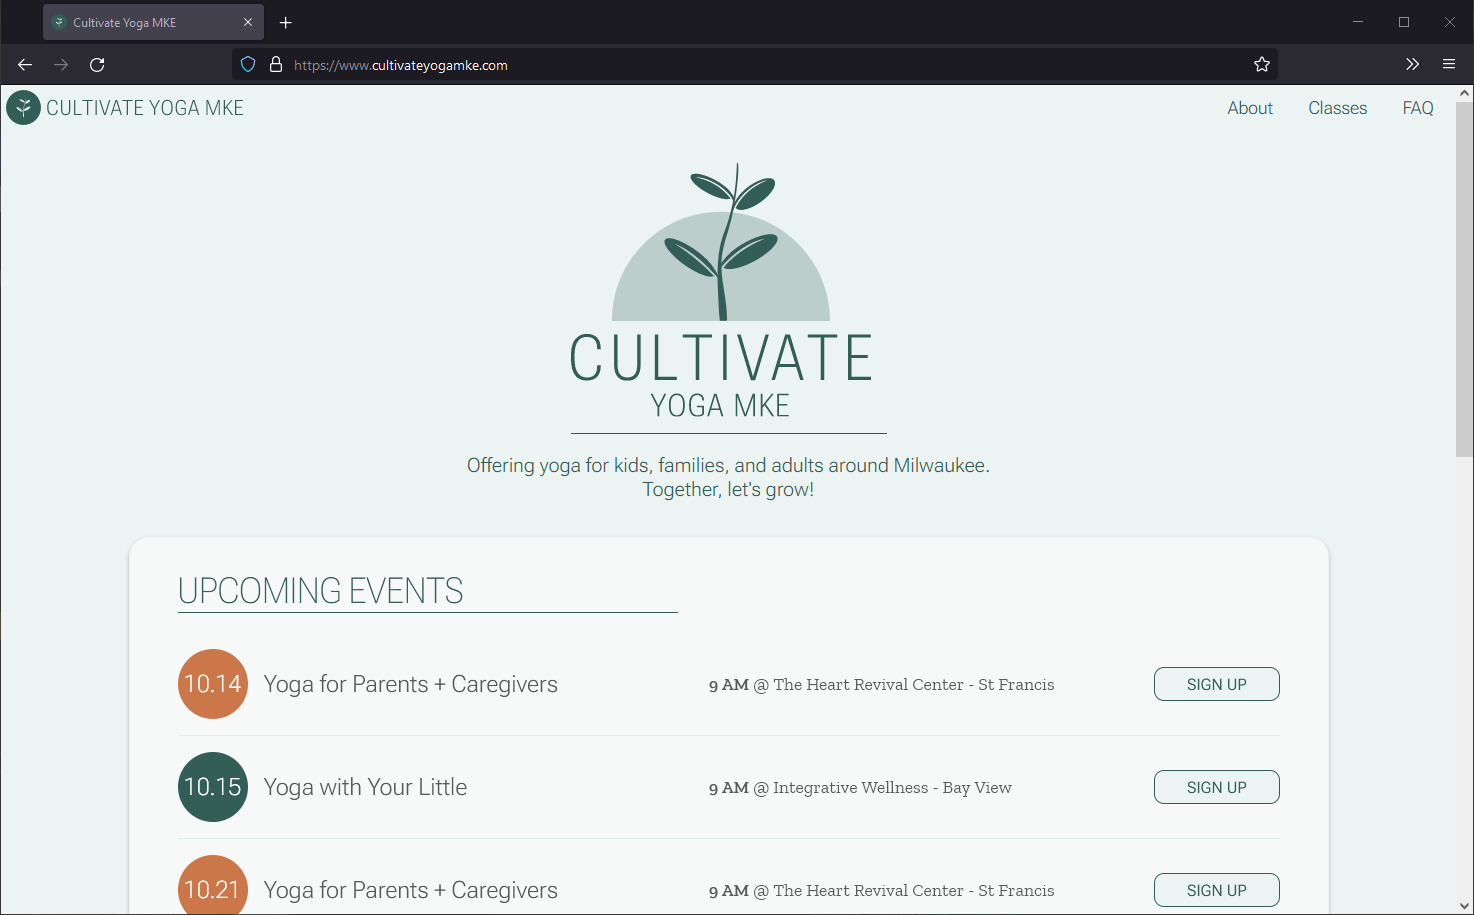 Cultivate Yoga MKE
https://www.cultivateyogamke.com
CULTIVATE YOGA MKE
About
Classes
FAQ
CULTIVATE
YOGA MKE
Offering yoga for kids, families, and adults around Milwaukee.
Together, let's grow!
UPCOMING EVENTS
10.14 Yoga for Parents + Caregivers 9 AM @ The Heart Revival Center - St Francis SIGN UP
10.15 Yoga with Your Little 9 AM @ Integrative Wellness - Bay View SIGN UP
10.21 Yoga for Parents + Caregivers 9 AM @ The Heart Revival Center - St Francis SIGN UP